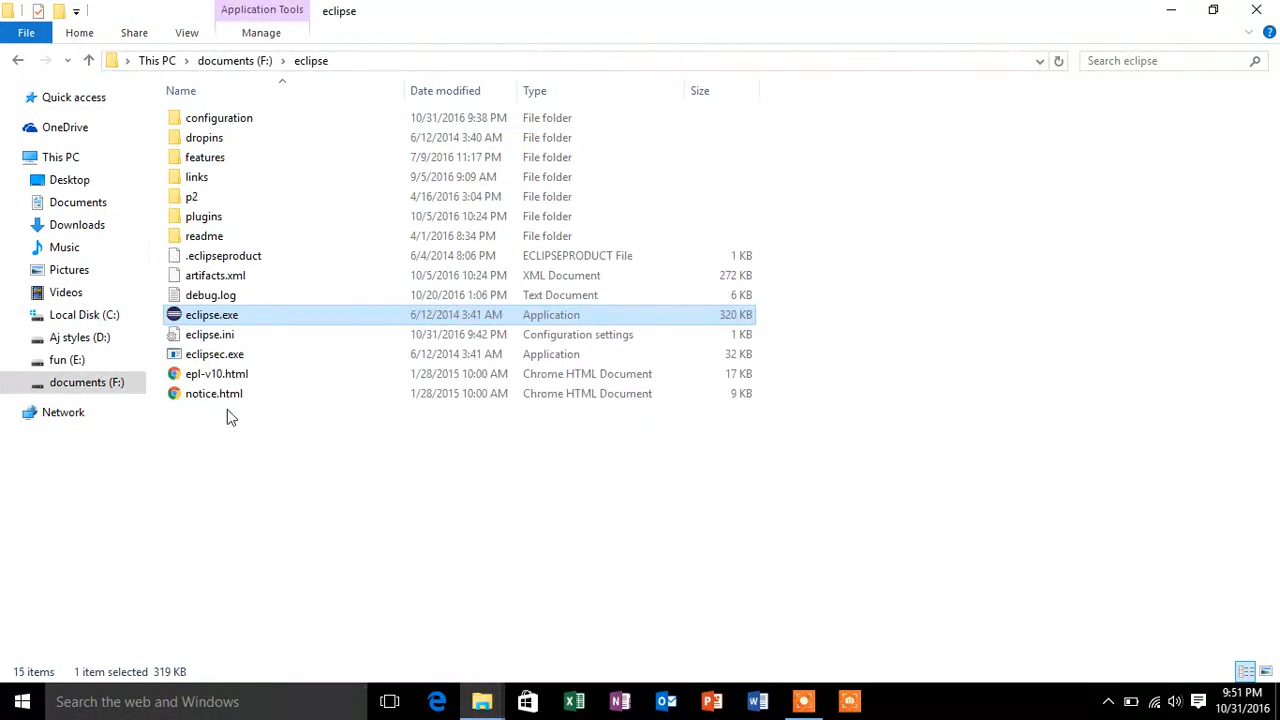 Application Tools eclipse
File Home Share View Manage
This PC documents (F:) eclipse Search eclipse
Name Date modified Type Size
Quick access
OneDrive
This PC
Desktop
Documents
Downloads
Music
Pictures
Videos
Local Disk (C:)
Aj styles (D:)
fun (E:)
documents (F:)
Network
configuration 10/31/2016 9:38 PM File folder
dropins 6/12/2014 3:40 AM File folder
features 7/9/2016 11:17 PM File folder
links 9/5/2016 9:09 AM File folder
p2 4/16/2016 3:04 PM File folder
plugins 10/5/2016 10:24 PM File folder
readme 4/1/2016 8:34 PM File folder
.eclipseproduct 6/4/2014 8:06 PM ECLIPSEPRODUCT File 1 KB
artifacts.xml 10/5/2016 10:24 PM XML Document 272 KB
debug.log 10/20/2016 1:06 PM Text Document 6 KB
eclipse.exe 6/12/2014 3:41 AM Application 320 KB
eclipse.ini 10/31/2016 9:42 PM Configuration settings 1 KB
eclipsec.exe 6/12/2014 3:41 AM Application 32 KB
epl-v10.html 1/28/2015 10:00 AM Chrome HTML Document 17 KB
notice.html 1/28/2015 10:00 AM Chrome HTML Document 9 KB
15 items 1 item selected 319 KB
Search the web and Windows
9:51 PM
10/31/2016